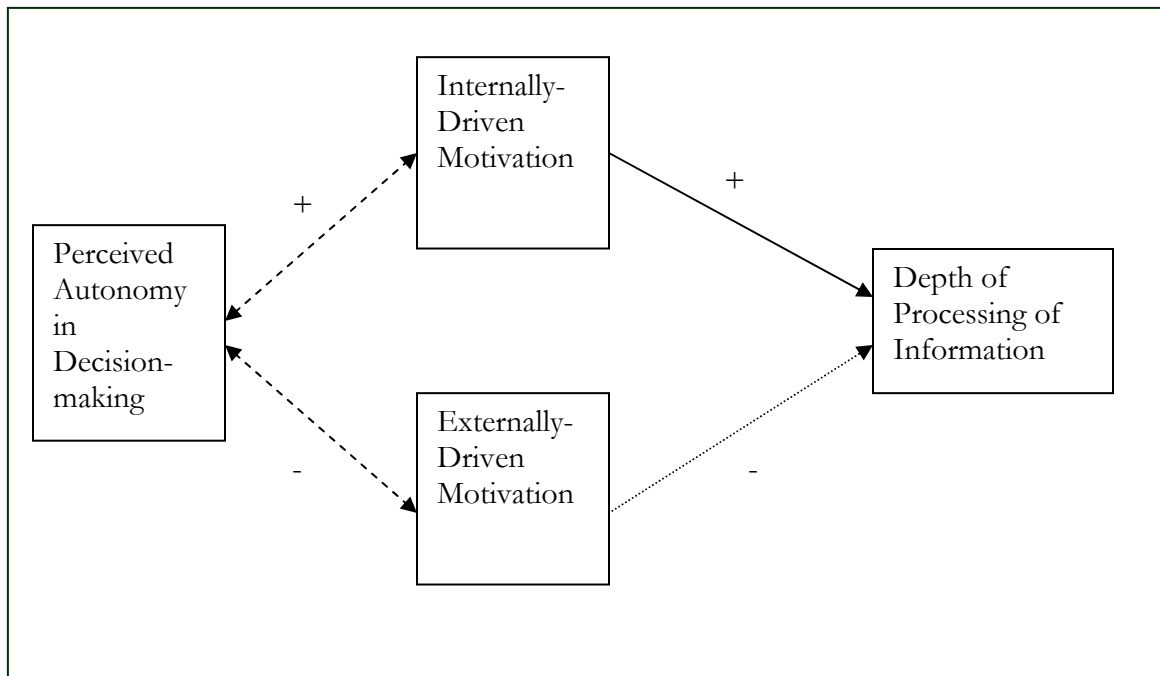 Internally-
Driven
Motivation
+
+
Perceived
Autonomy
in
Decision-
making
Depth of
Processing of
Information
Externally-
Driven
Motivation
-
-